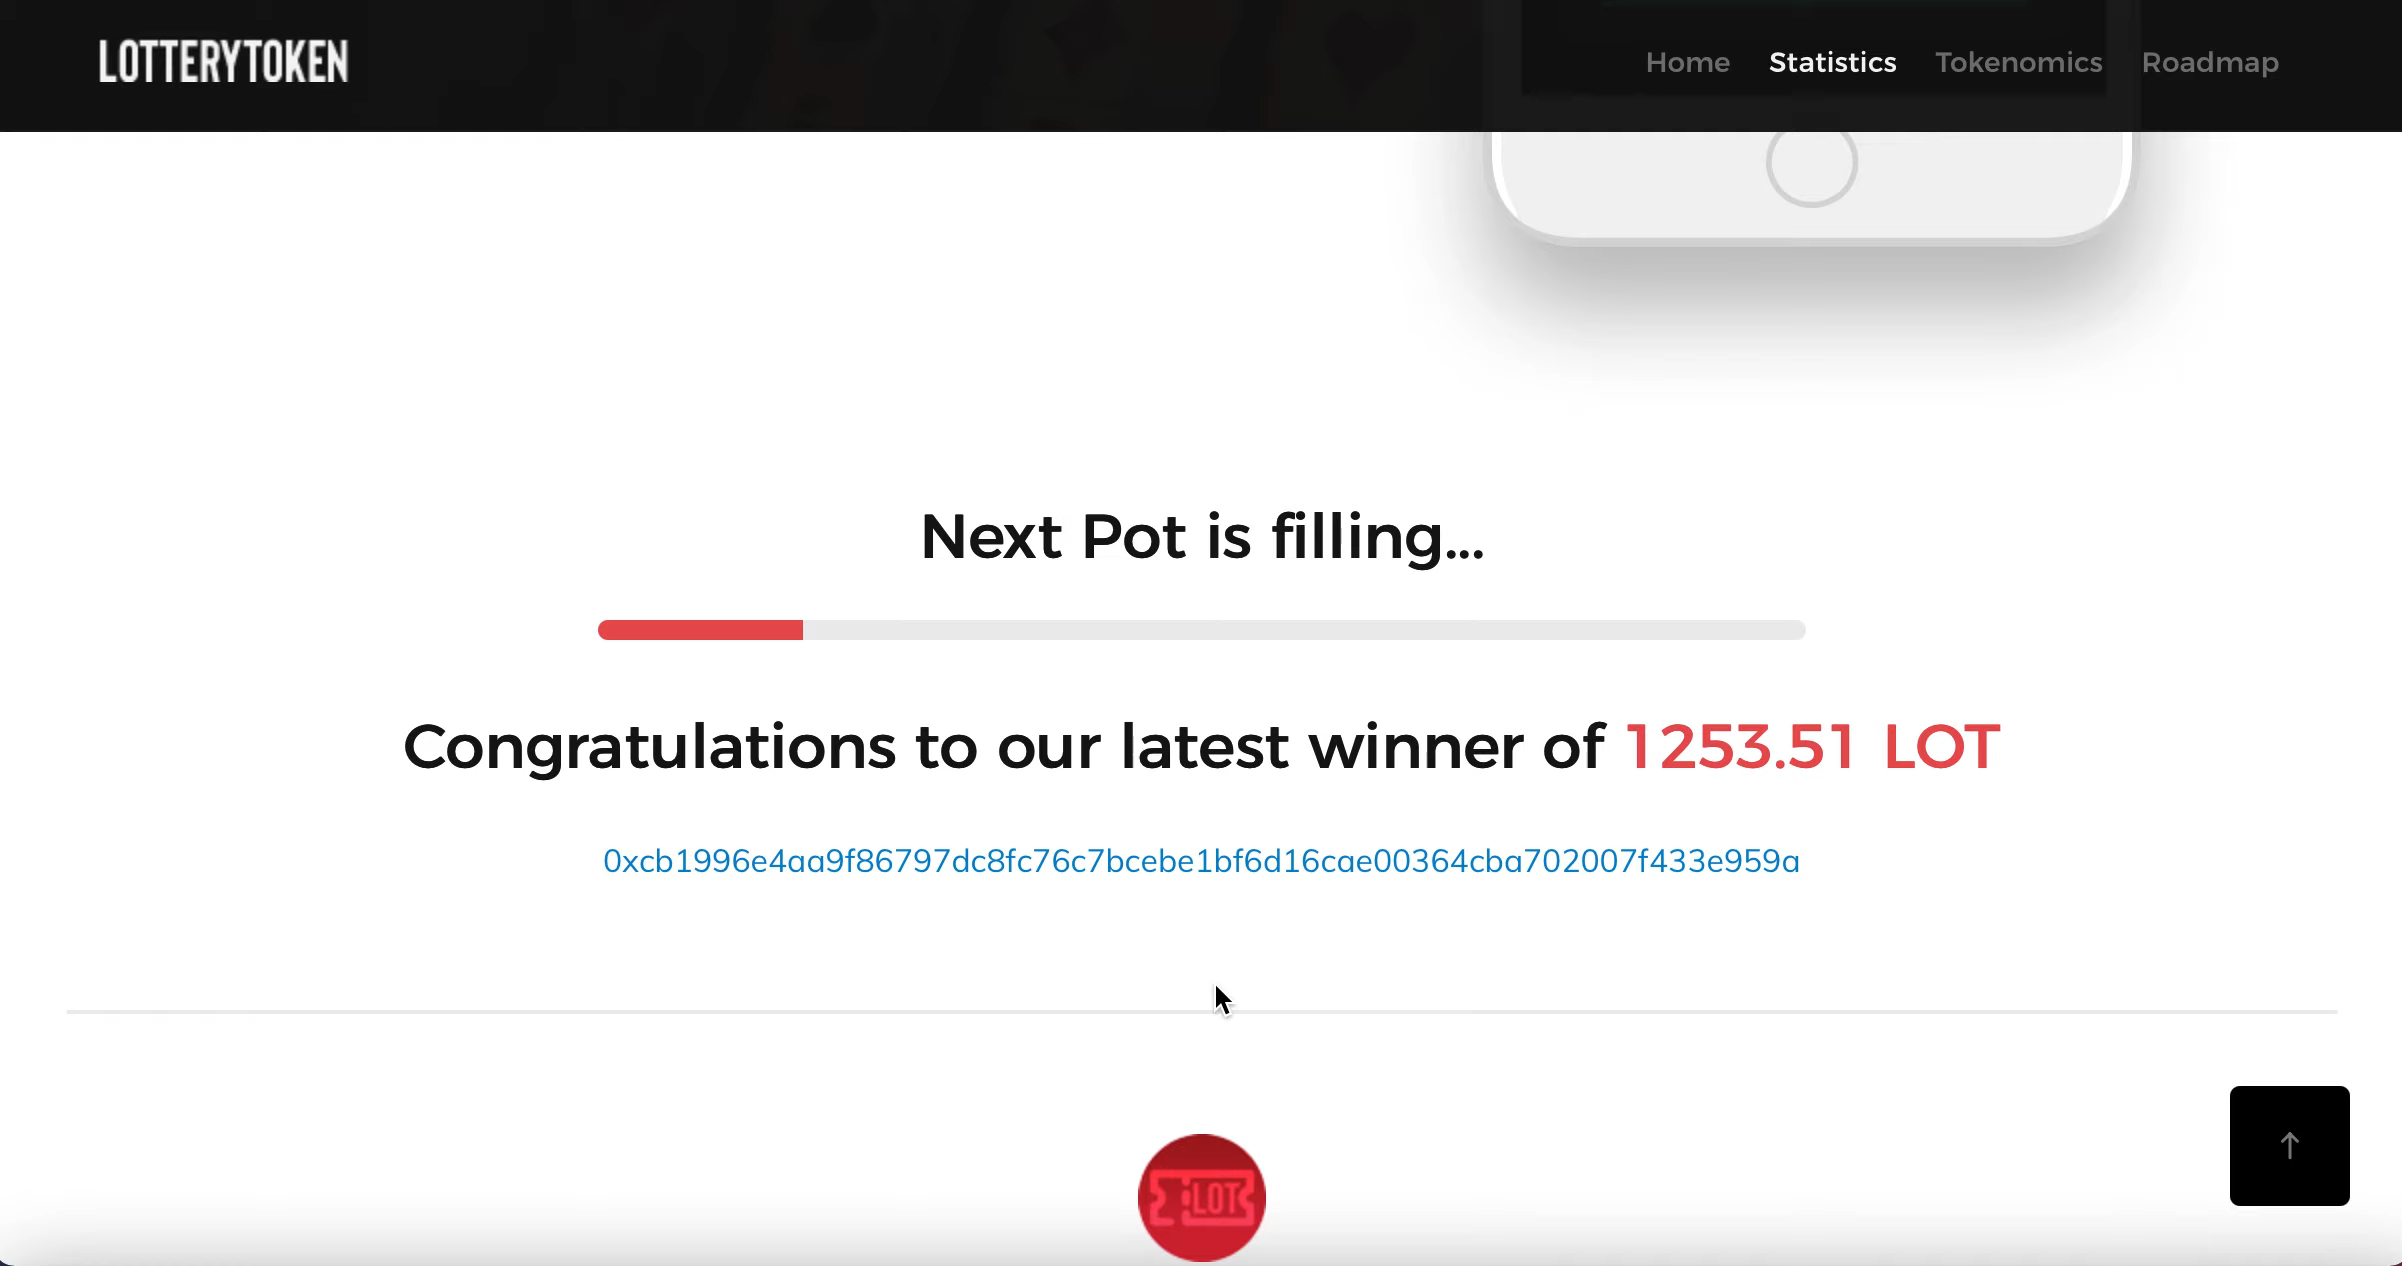 LOTTERYTOKEN
Home Statistics Tokenomics Roadmap
Next Pot is filling...
Congratulations to our latest winner of 1253.51 LOT
0xcb1996e4aa9f86797dc8fc76c7bcebe1bf6d16cae00364cba702007f433e959a
LOT